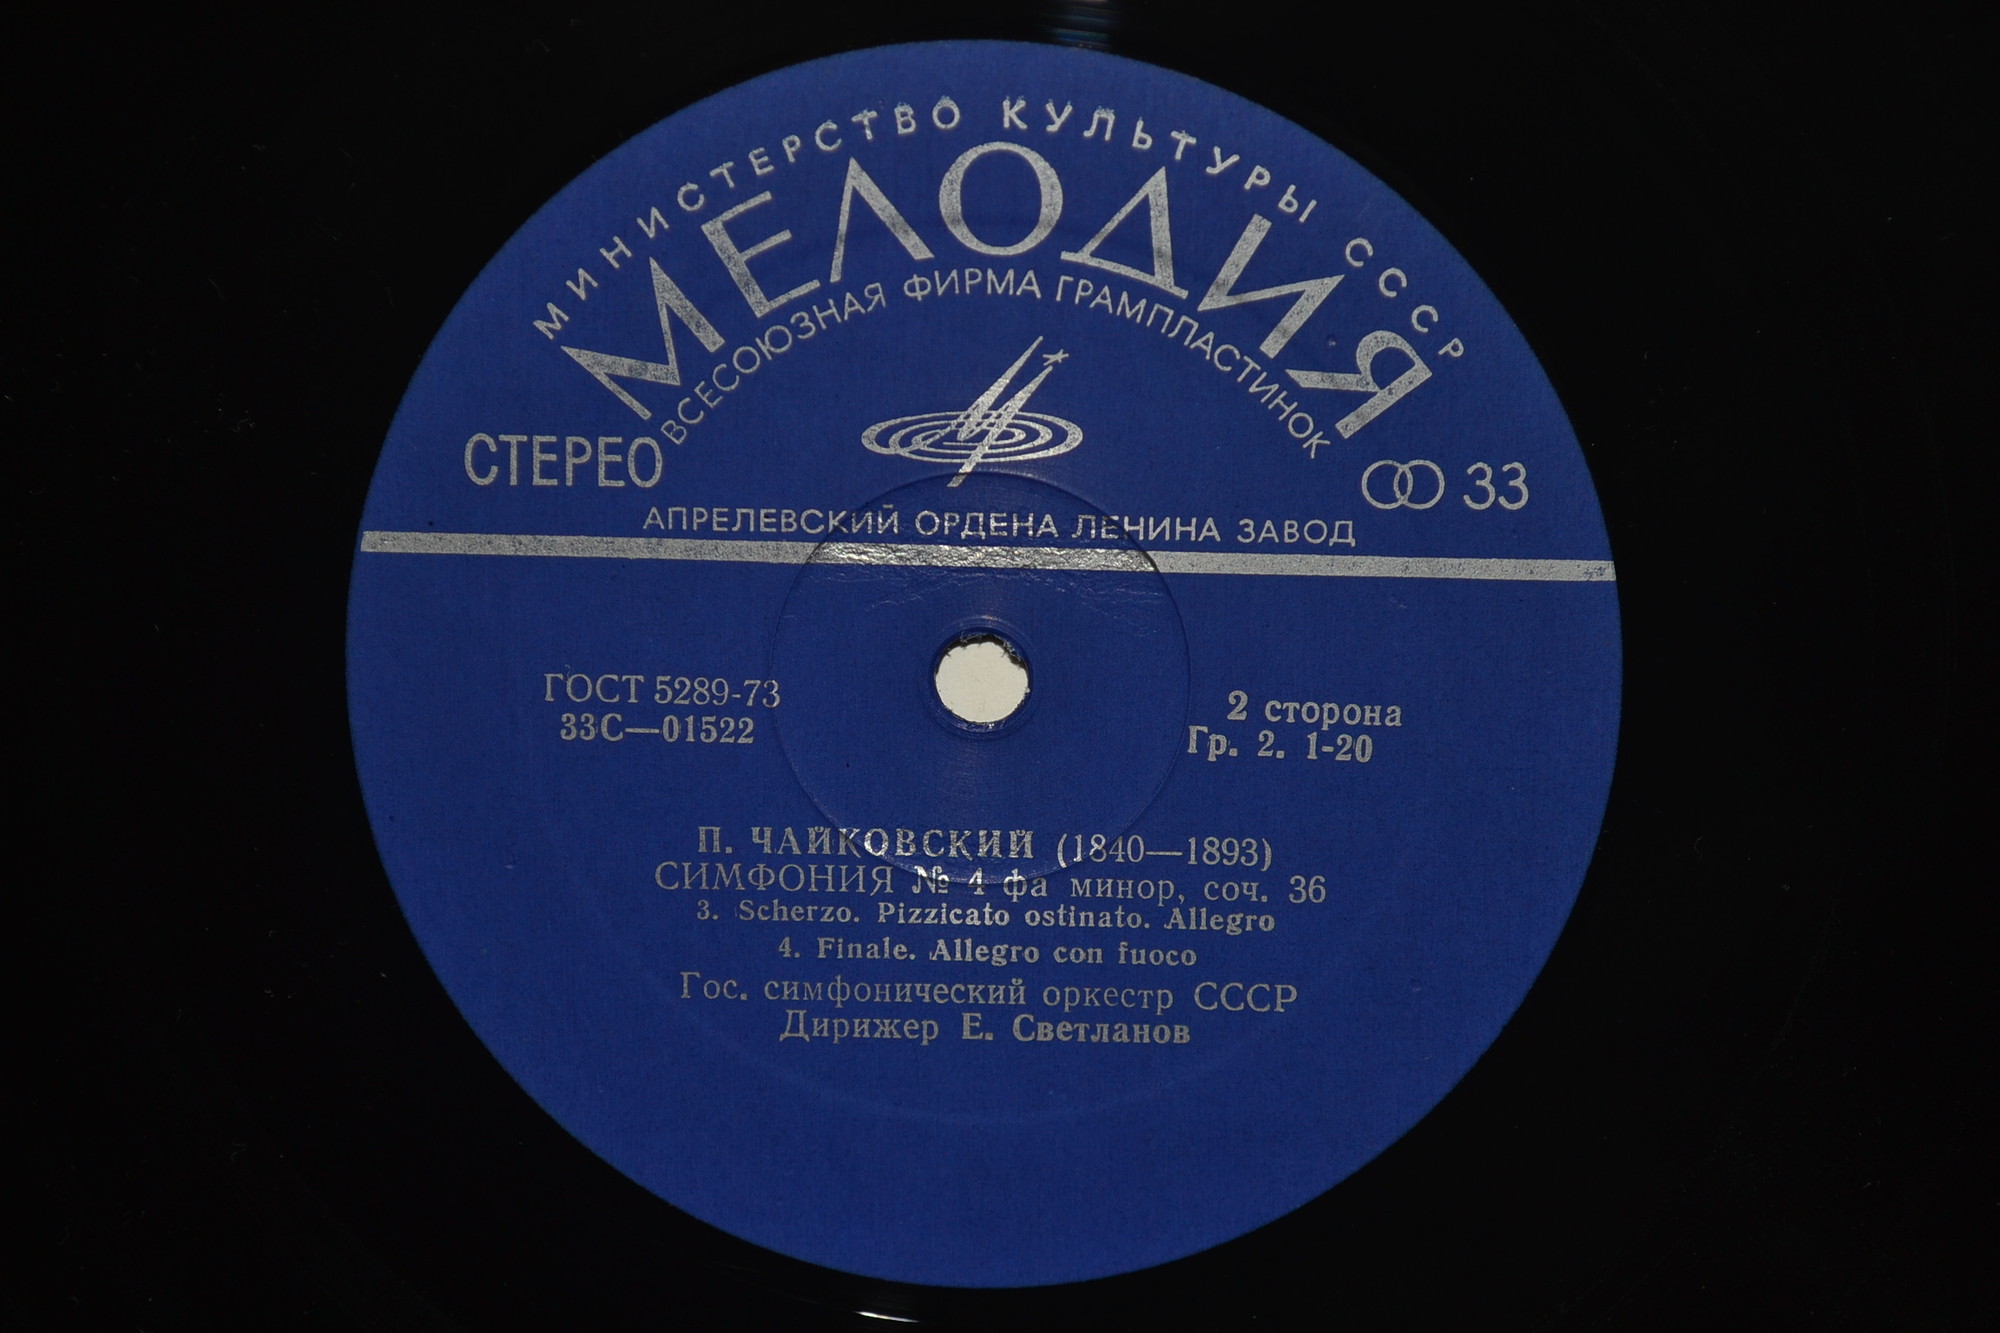 МИНИСТЕРСТВО КУЛЬТУРЫ СССР
МЕЛОДИЯ
ВСЕСОЮЗНАЯ ФИРМА ГРАМПЛАСТИНОК
СТЕРЕО
33
АПРЕЛЕВСКИЙ ОРДЕНА ЛЕНИНА ЗАВОД
ГОСТ 5289-73
33С—01522
2 сторона
Гр. 2. 1-20
П. ЧАЙКОВСКИЙ (1840—1893)
СИМФОНИЯ № 4 фа минор, соч. 36
3. Scherzo. Pizzicato ostinato. Allegro
4. Finale. Allegro con fuoco
Гос. симфонический оркестр СССР
Дирижер Е. Светланов